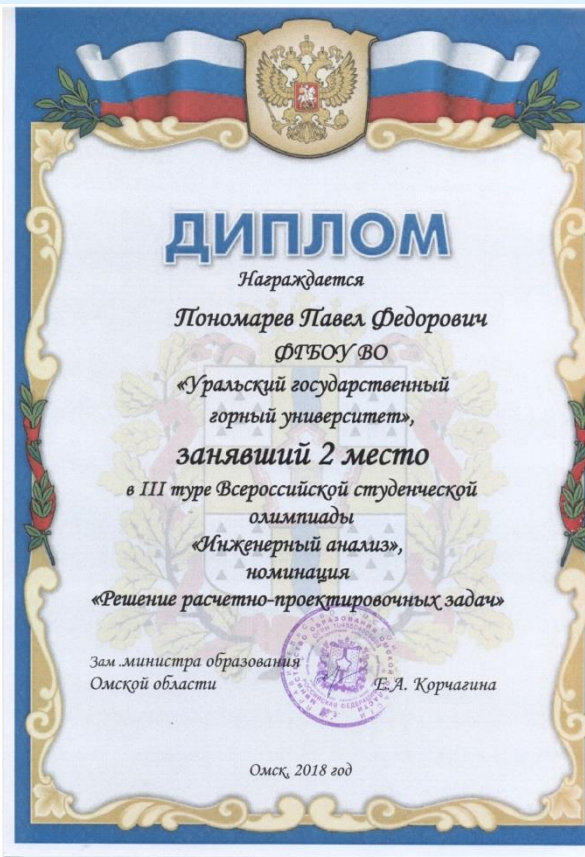 ДИПЛОМ
Награждается
Пономарев Павел Федорович
ФГБОУ ВО
«Уральский государственный
горный университет»,
занявший 2 место
в III туре Всероссийской студенческой
олимпиады
«Инженерный анализ»,
номинация
«Решение расчетно-проектировочных задач»
Зам .министра образования
Омской области
Е.А. Корчагина
Омск, 2018 год